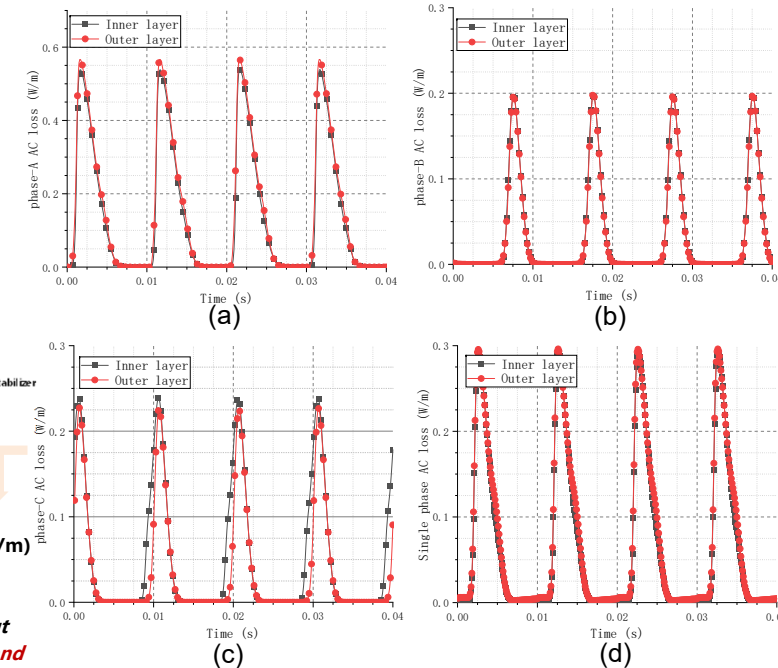 Inner layer
Outer layer
phase-A AC loss (W/m)
0.6
0.4
0.2
0.0
0.00
0.01
0.02
0.03
0.04
Time (s)
(a)
0.3
Inner layer
Outer layer
phase-B AC loss (W/m)
0.2
0.1
0.0
0.00
0.01
0.02
0.03
Time (s)
(b)
abilizer
/m)
ut
nd
0.3
Inner layer
Outer layer
phase-C AC loss (W/m)
0.2
0.1
0.0
0.00
0.01
0.02
0.03
0.04
Time (s)
(c)
0.3
Inner layer
Outer layer
Single phase AC loss (W/m)
0.2
0.1
0.0
0.00
0.01
0.02
0.03
Time (s)
(d)